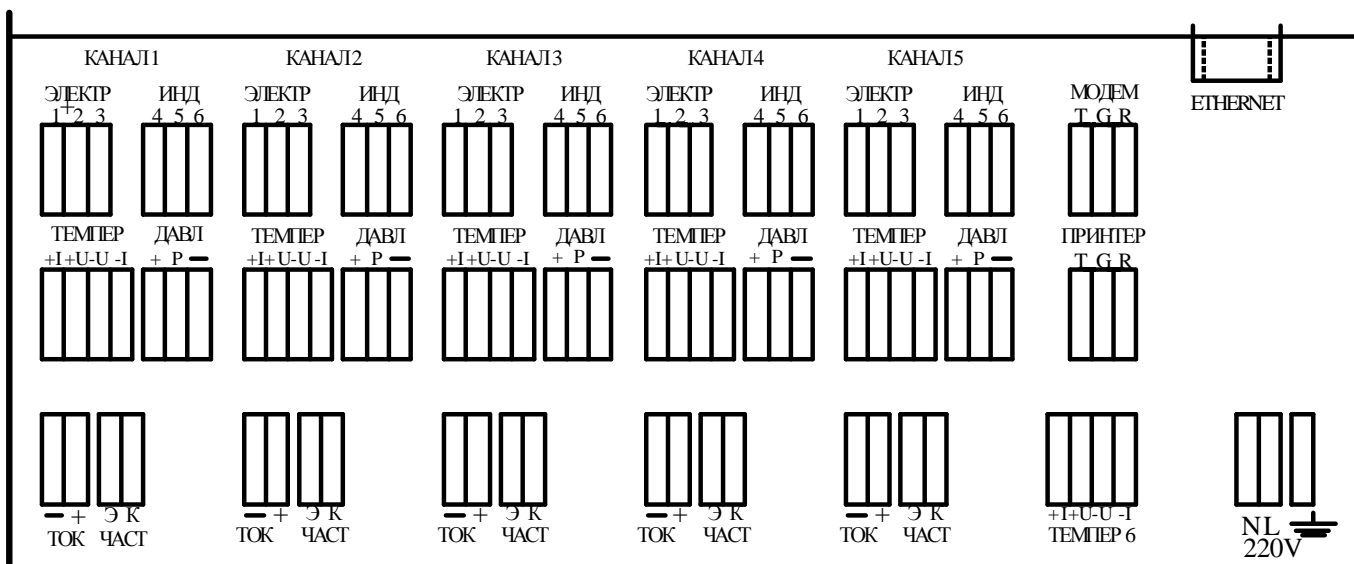 КАНАЛ1 КАНАЛ2 КАНАЛ3 КАНАЛ4 КАНАЛ5
ЭЛЕКТР ИНД ЭЛЕКТР ИНД ЭЛЕКТР ИНД ЭЛЕКТР ИНД ЭЛЕКТР ИНД МОДЕМ ETHERNET
+
1 2 3 4 5 6 1 2 3 4 5 6 1 2 3 4 5 6 1 2 3 4 5 6 1 2 3 4 5 6 T G R
ТЕМПЕР ДАВЛ ТЕМПЕР ДАВЛ ТЕМПЕР ДАВЛ ТЕМПЕР ДАВЛ ТЕМПЕР ДАВЛ ПРИНТЕР
+I+U-U -I + P − +I+U-U -I + P − +I+U-U -I + P − +I+U-U -I + P − +I+U-U -I + P − T G R
− + Э К − + Э К − + Э К − + Э К − + Э К +I+U-U -I N L
ТОК ЧАСТ ТОК ЧАСТ ТОК ЧАСТ ТОК ЧАСТ ТОК ЧАСТ ТЕМПЕР 6 220V